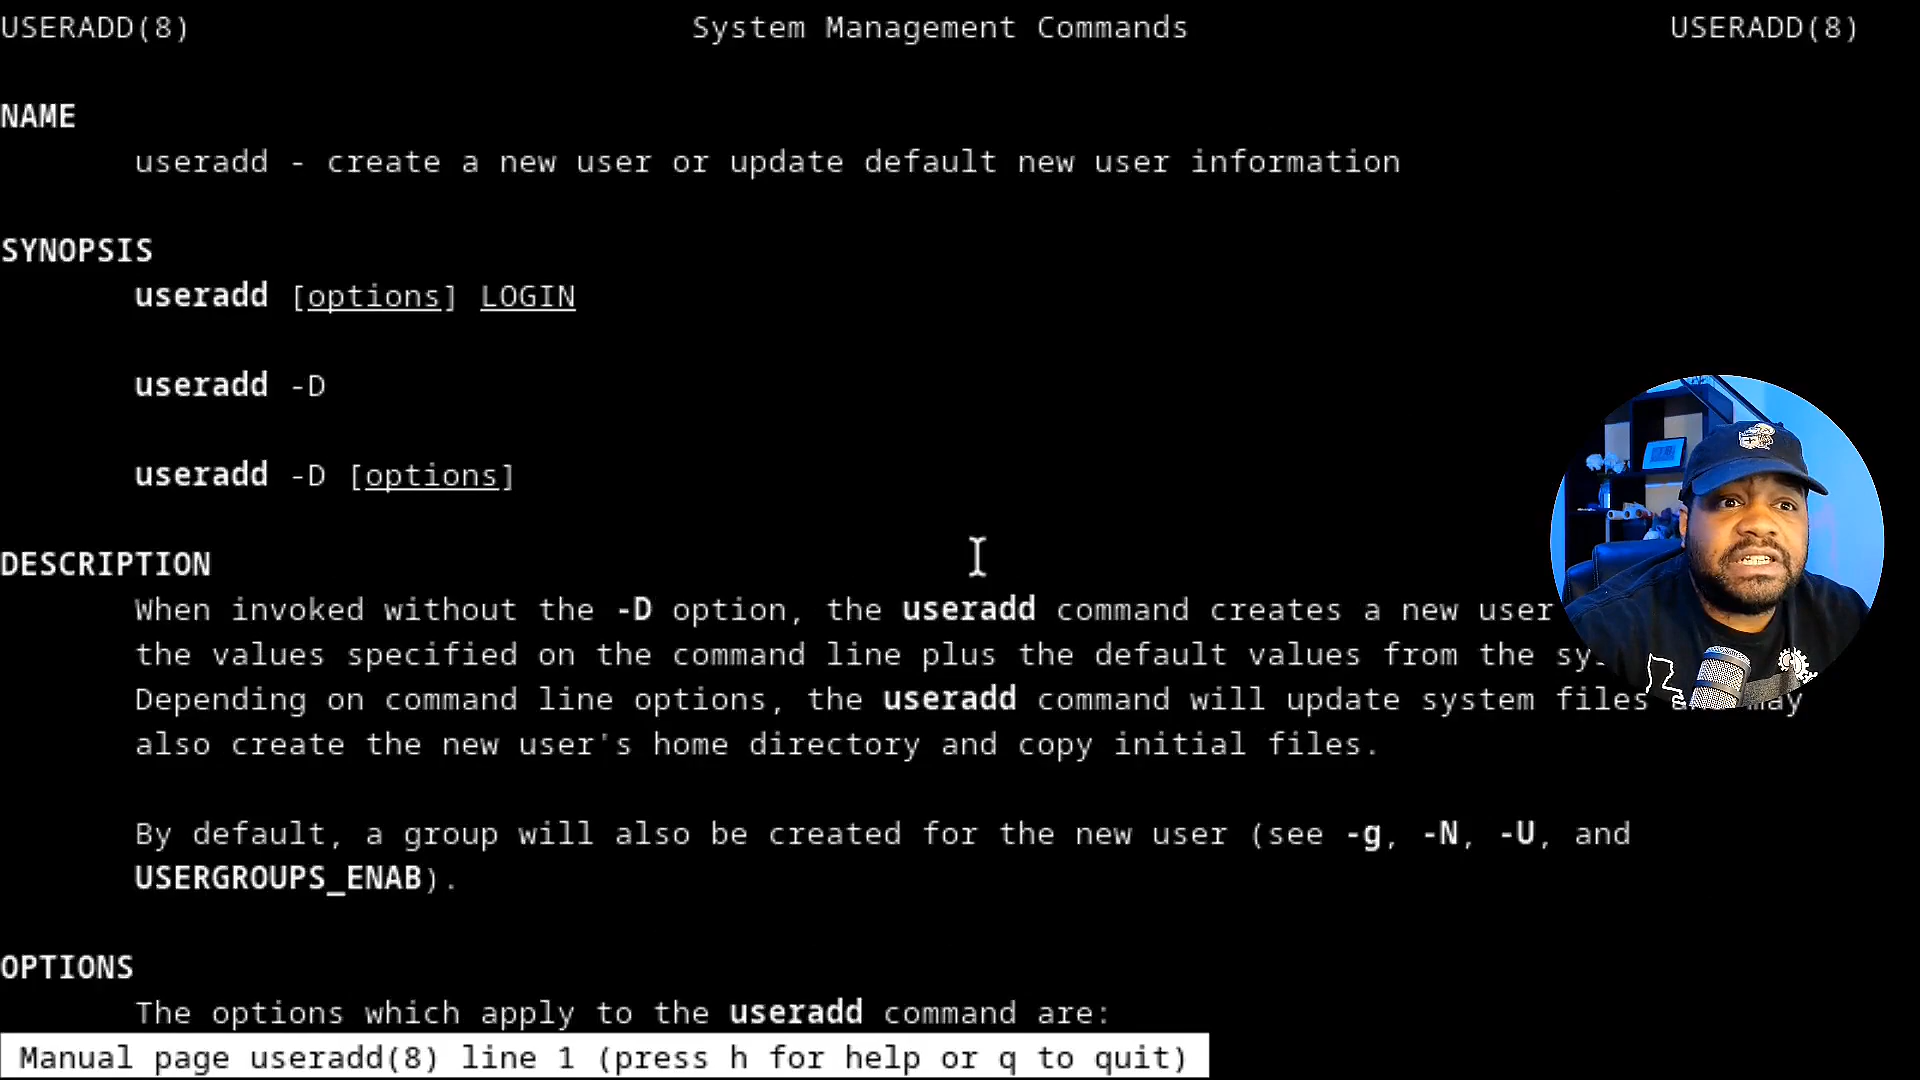 USERADD(8) System Management Commands USERADD(8)
NAME
useradd - create a new user or update default new user information
SYNOPSIS
useradd [options] LOGIN
useradd -D
useradd -D [options]
DESCRIPTION
When invoked without the -D option, the useradd command creates a new user
the values specified on the command line plus the default values from the
Depending on command line options, the useradd command will update system files may
also create the new user's home directory and copy initial files.
By default, a group will also be created for the new user (see -g, -N, -U, and
USERGROUPS_ENAB).
OPTIONS
The options which apply to the useradd command are:
Manual page useradd(8) line 1 (press h for help or q to quit)